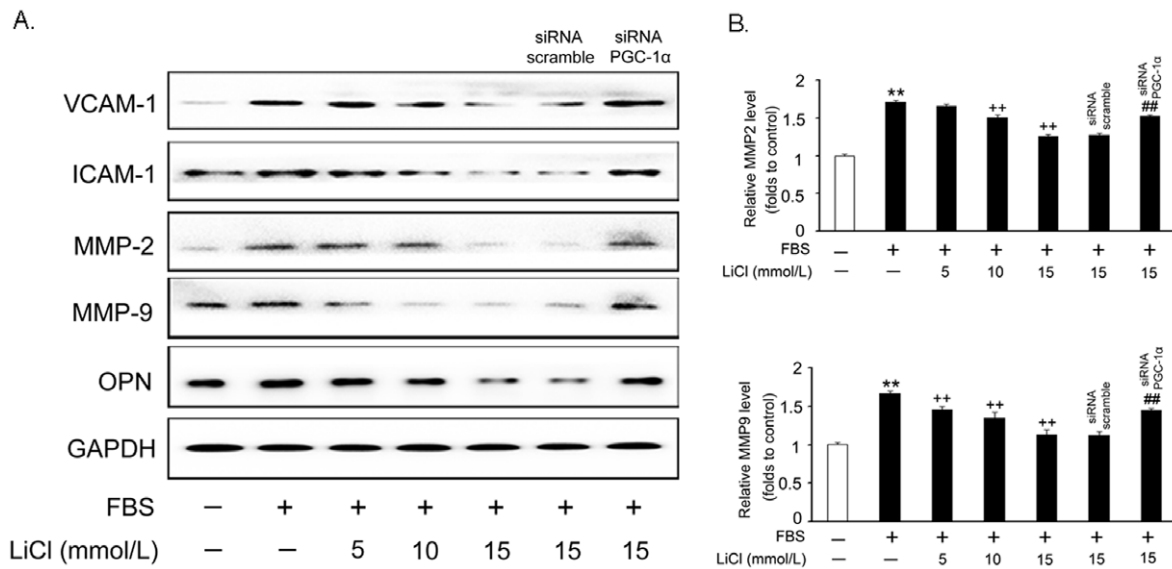 A.
siRNA
scramble
siRNA
PGC-1α
VCAM-1
ICAM-1
MMP-2
MMP-9
OPN
GAPDH
FBS − + + + + + +
LiCl (mmol/L) − − 5 10 15 15 15
B.
Relative MMP2 level
(folds to control)
2
1.5
1
0.5
0
**
++
++
siRNA
scramble
siRNA
PGC-1α
##
FBS − + + + + + +
LiCl (mmol/L) − − 5 10 15 15 15
Relative MMP9 level
(folds to control)
2
1.5
1
0.5
0
**
++
++
++
siRNA
scramble
siRNA
PGC-1α
##
FBS − + + + + + +
LiCl (mmol/L) − − 5 10 15 15 15